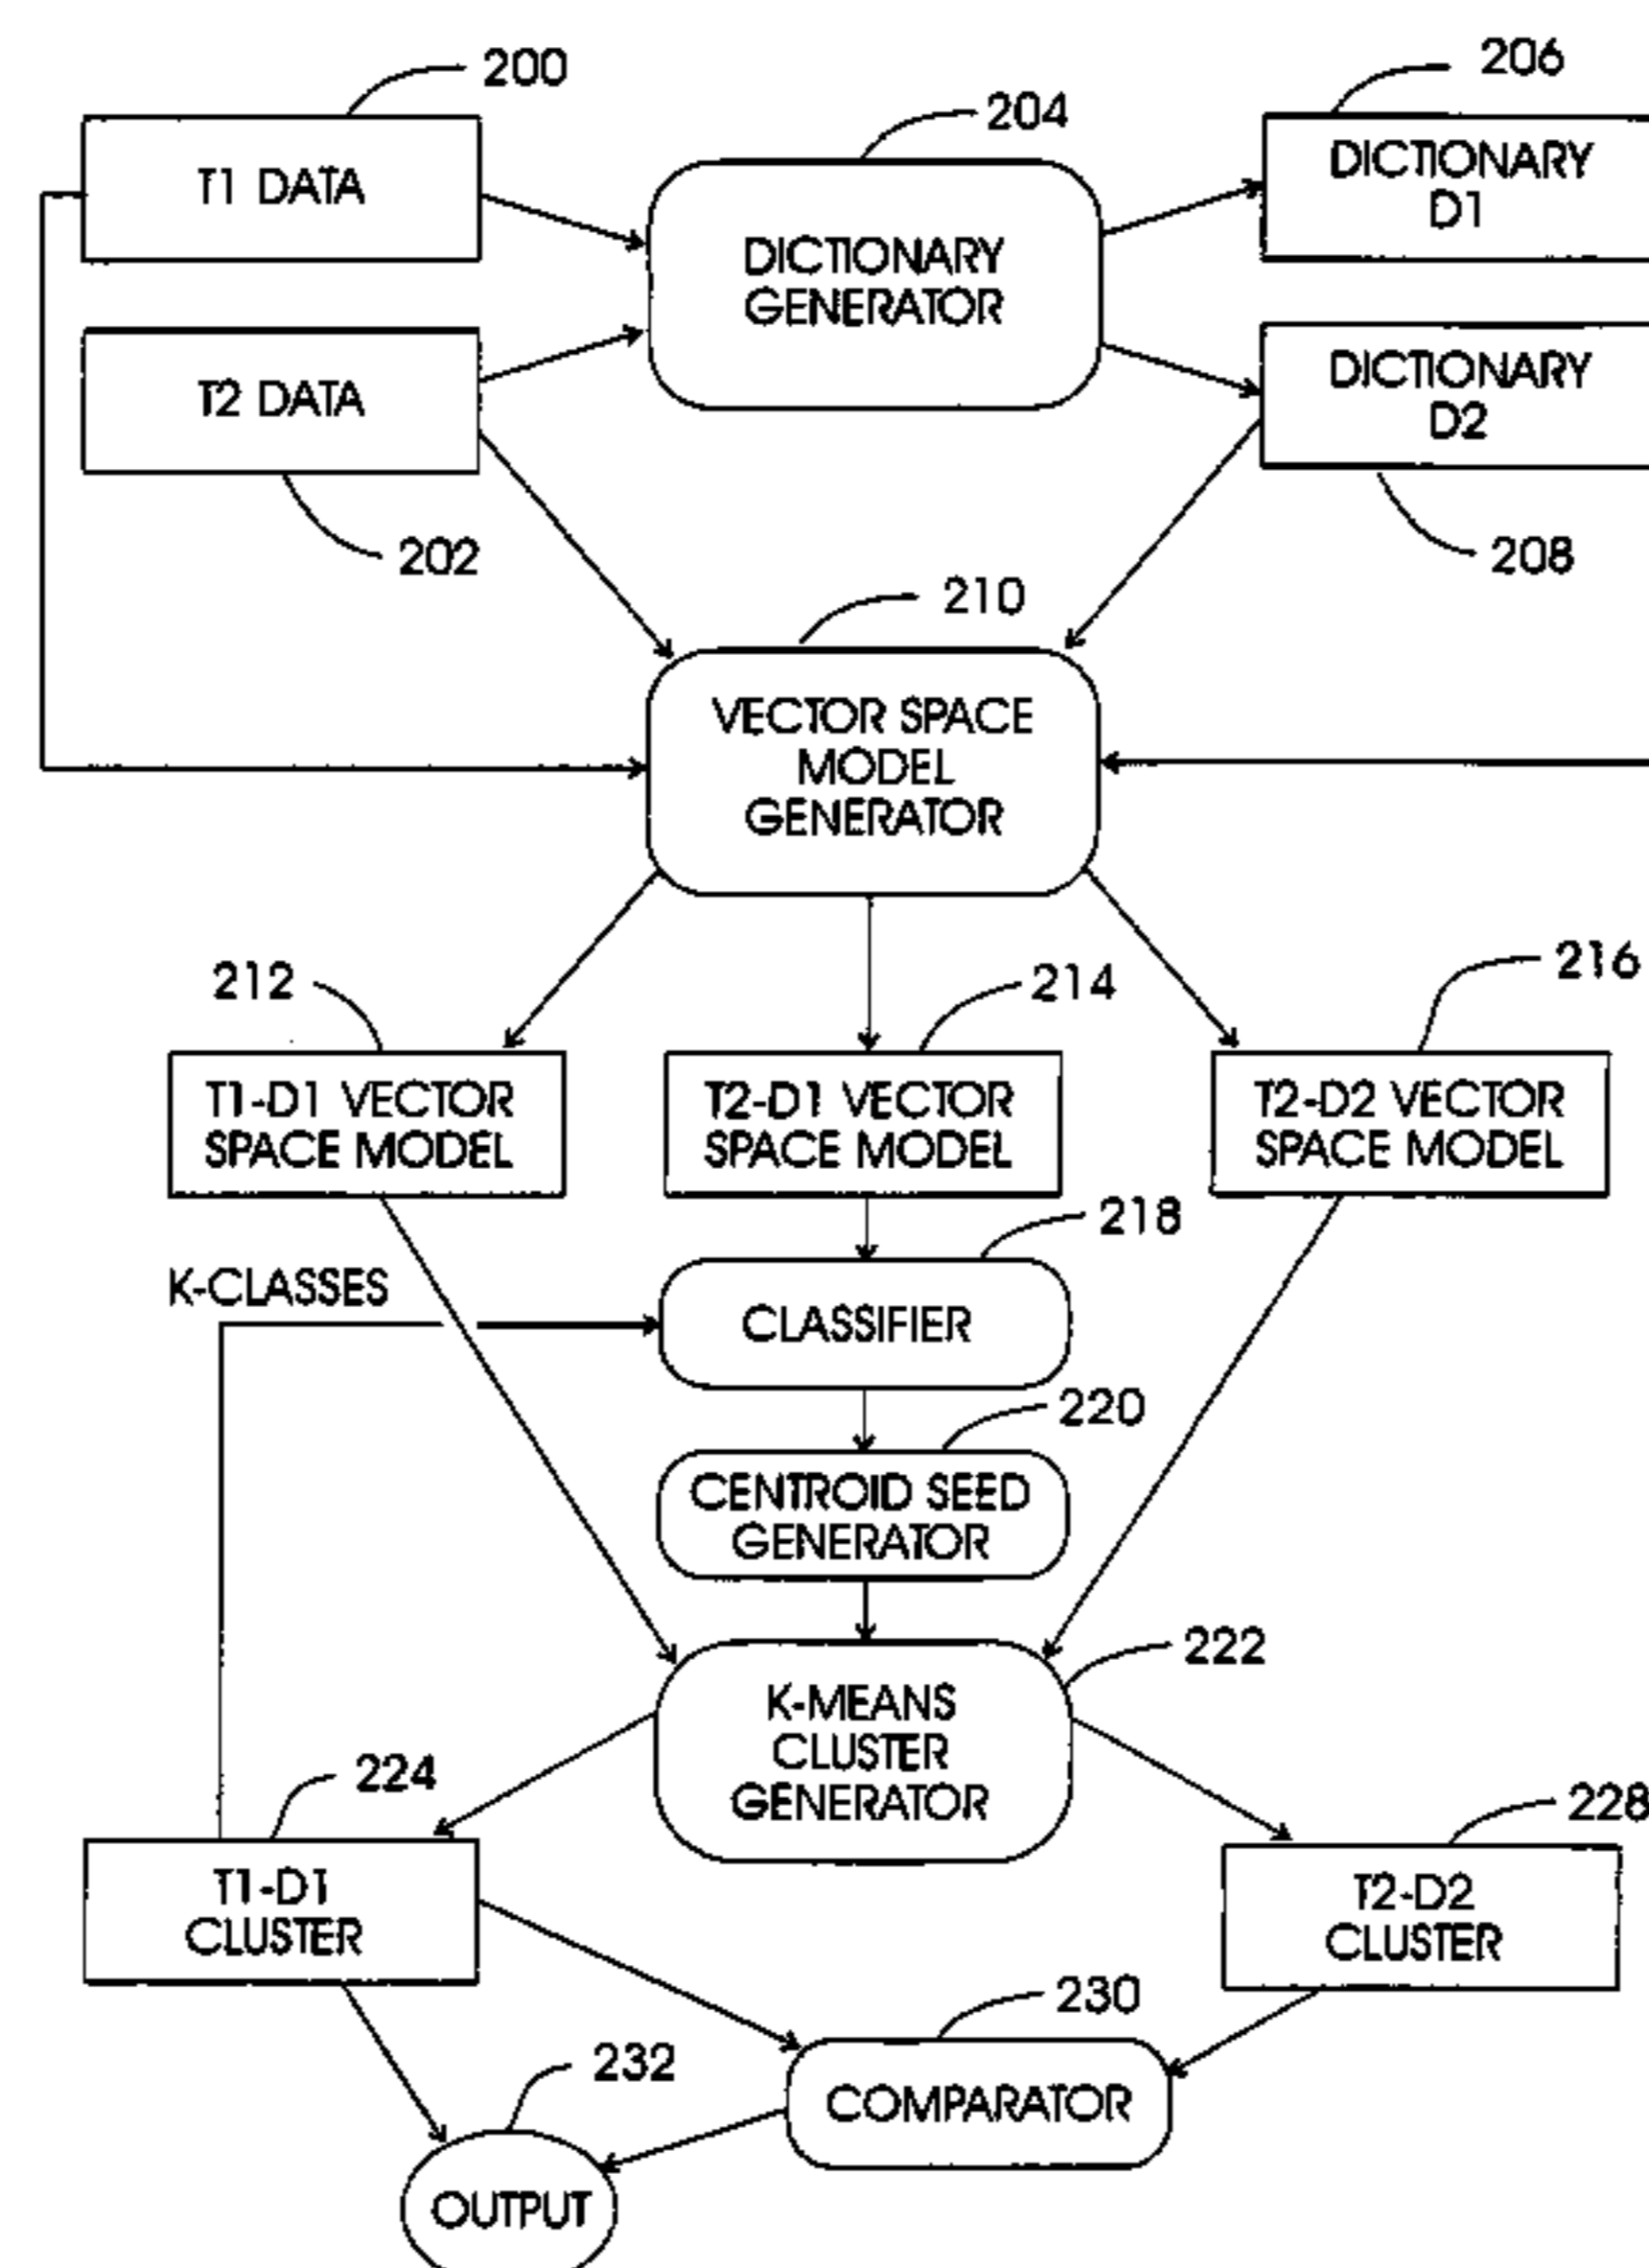 200
206
204
T1 DATA
DICTIONARY
D1
DICTIONARY
GENERATOR
T2 DATA
DICTIONARY
D2
202
208
210
VECTOR SPACE
MODEL
GENERATOR
212
214
216
T1-D1 VECTOR
SPACE MODEL
T2-D1 VECTOR
SPACE MODEL
T2-D2 VECTOR
SPACE MODEL
218
K-CLASSES
CLASSIFIER
220
CENTROID SEED
GENERATOR
222
K-MEANS
CLUSTER
GENERATOR
224
228
T1-D1
CLUSTER
T2-D2
CLUSTER
230
232
COMPARATOR
OUTPUT